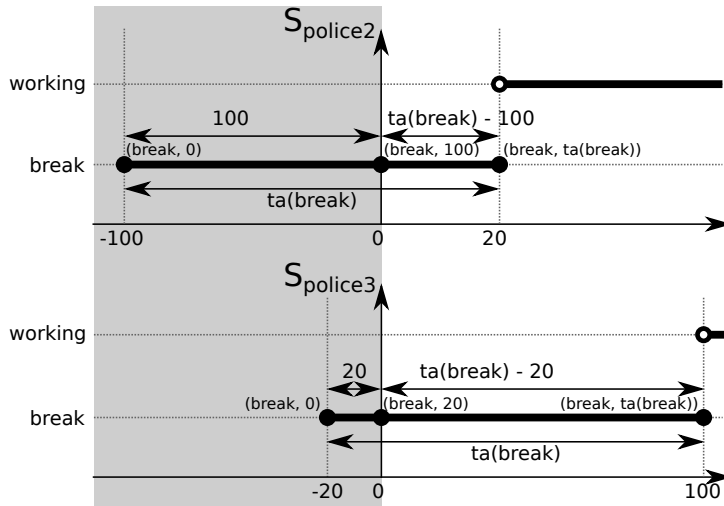 S_police2
working
100
ta(break) - 100
(break, 0)
(break, 100)
(break, ta(break))
break
ta(break)
-100
0
20
S_police3
working
20
ta(break) - 20
(break, 0)
(break, 20)
(break, ta(break))
break
ta(break)
-20
0
100